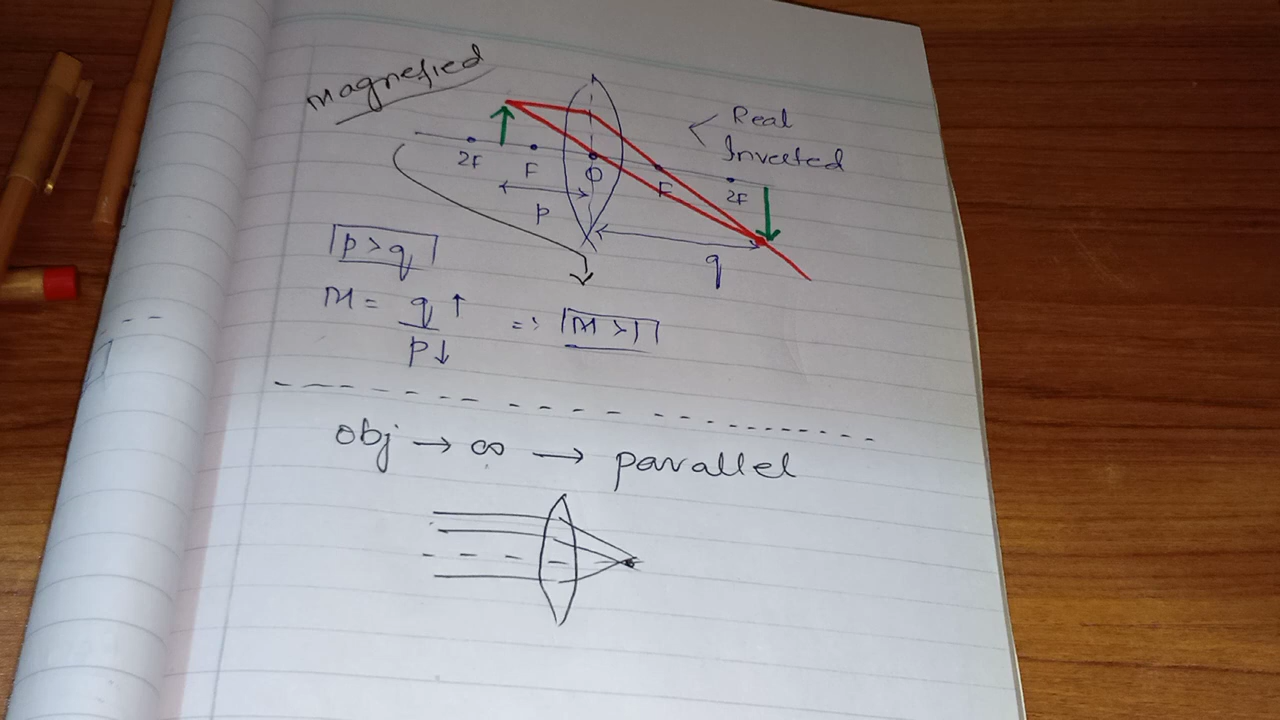 Magnefied
Real
Inverted
2F F O F 2F
p
q
p > q
M = q ↑ / p ↓ => M > 1
obj → ∞ → parallel